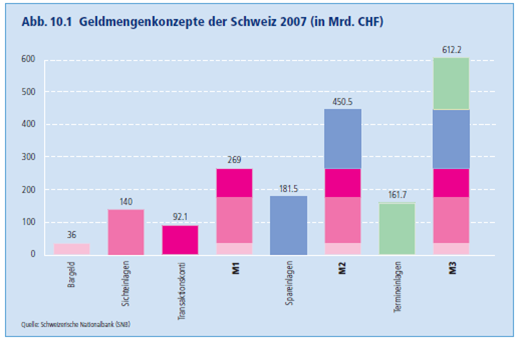 Abb. 10.1 Geldmengenkonzepte der Schweiz 2007 (in Mrd. CHF)
612.2
600
500
450.5
400
300
269
200
181.5
161.7
140
100
92.1
36
0
Bargeld
Sichteinlagen
Transaktionskonti
M1
Spareinlagen
M2
Termineinlagen
M3
Quelle: Schweizerische Nationalbank (SNB)